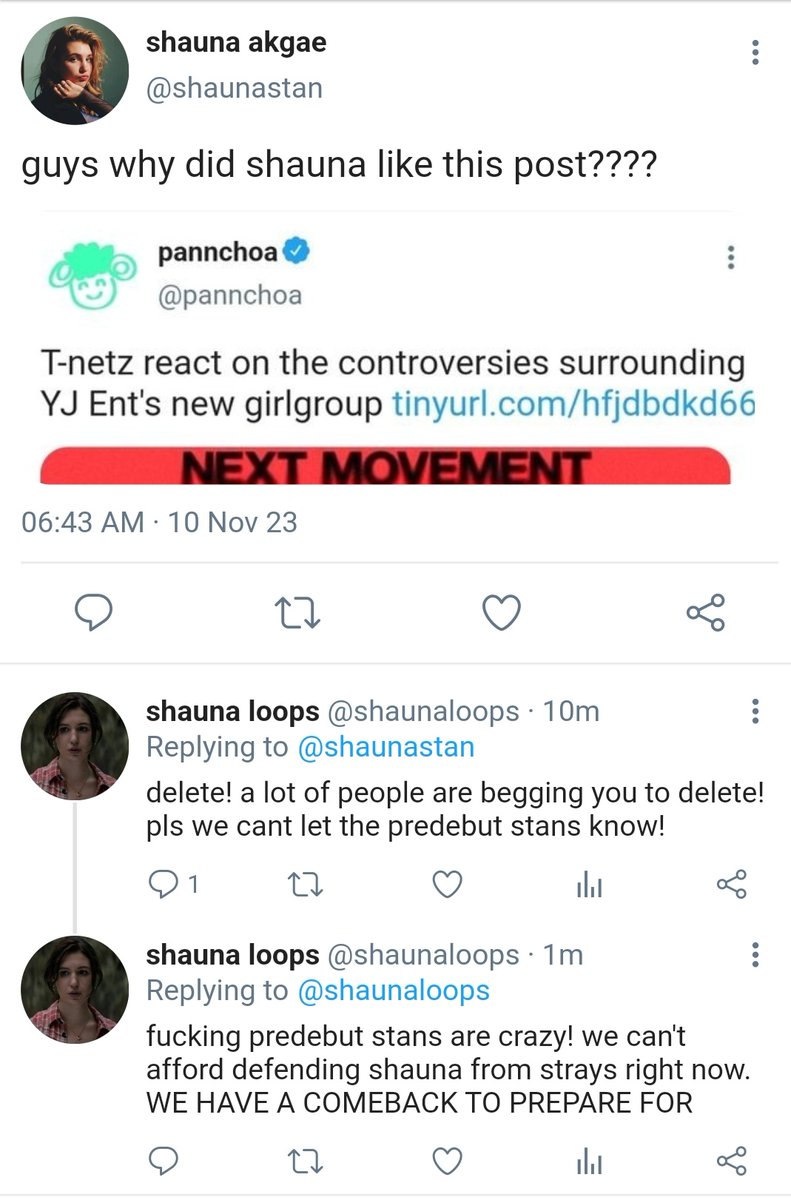 shauna akgae
@shaunastan
guys why did shauna like this post????
pannchoa
@pannchoa
T-netz react on the controversies surrounding
YJ Ent's new girlgroup tinyurl.com/hfjdbdkd66
NEXT MOVEMENT
06:43 AM · 10 Nov 23
shauna loops @shaunaloops · 10m
Replying to @shaunastan
delete! a lot of people are begging you to delete!
pls we cant let the predebut stans know!
1
shauna loops @shaunaloops · 1m
Replying to @shaunaloops
fucking predebut stans are crazy! we can't
afford defending shauna from strays right now.
WE HAVE A COMEBACK TO PREPARE FOR